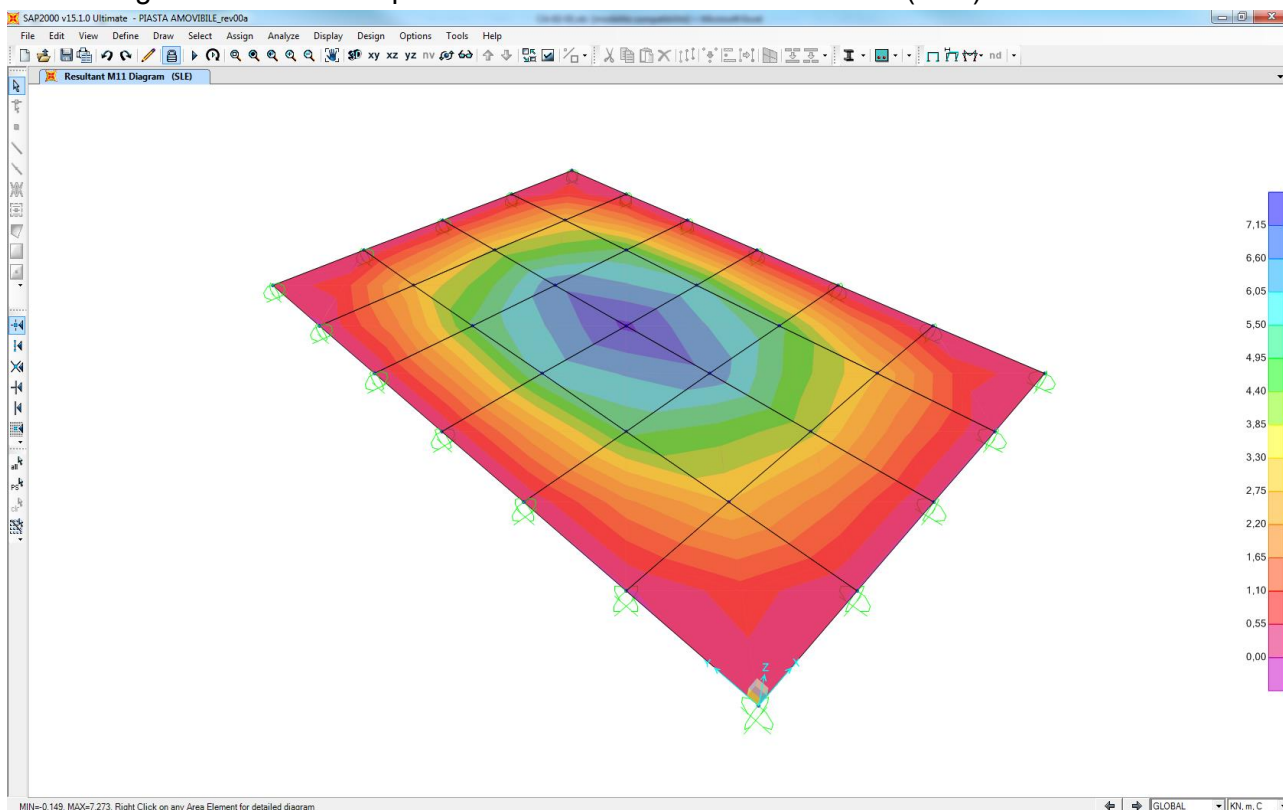 SAP2000 v15.1.0 Ultimate - PIASTA AMOVIBILE_rev00a
File Edit View Define Draw Select Assign Analyze Display Design Options Tools Help
xy xz yz nv nd
Resultant M11 Diagram (SLE)
all
PS
clr
7,15
6,60
6,05
5,50
4,95
4,40
3,85
3,30
2,75
2,20
1,65
1,10
0,55
0,00
Y Z X
MIN=-0.149, MAX=7.273, Right Click on any Area Element for detailed diagram
GLOBAL KN, m, C